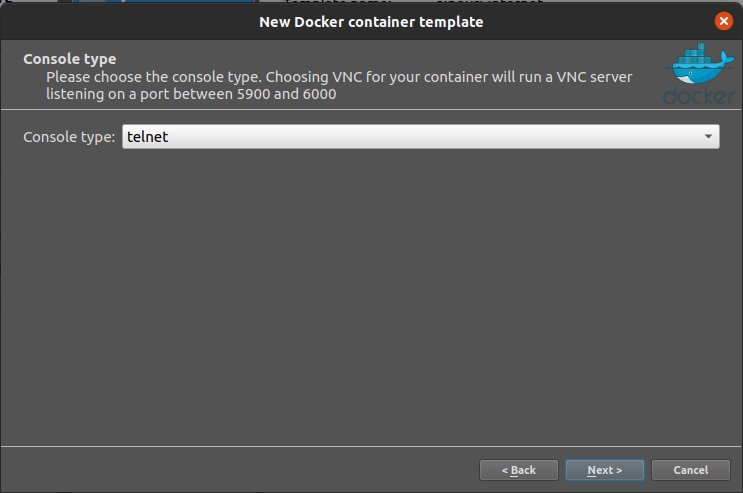 New Docker container template
Console type
Please choose the console type. Choosing VNC for your container will run a VNC server
listening on a port between 5900 and 6000
docker
Console type: telnet
< Back Next > Cancel